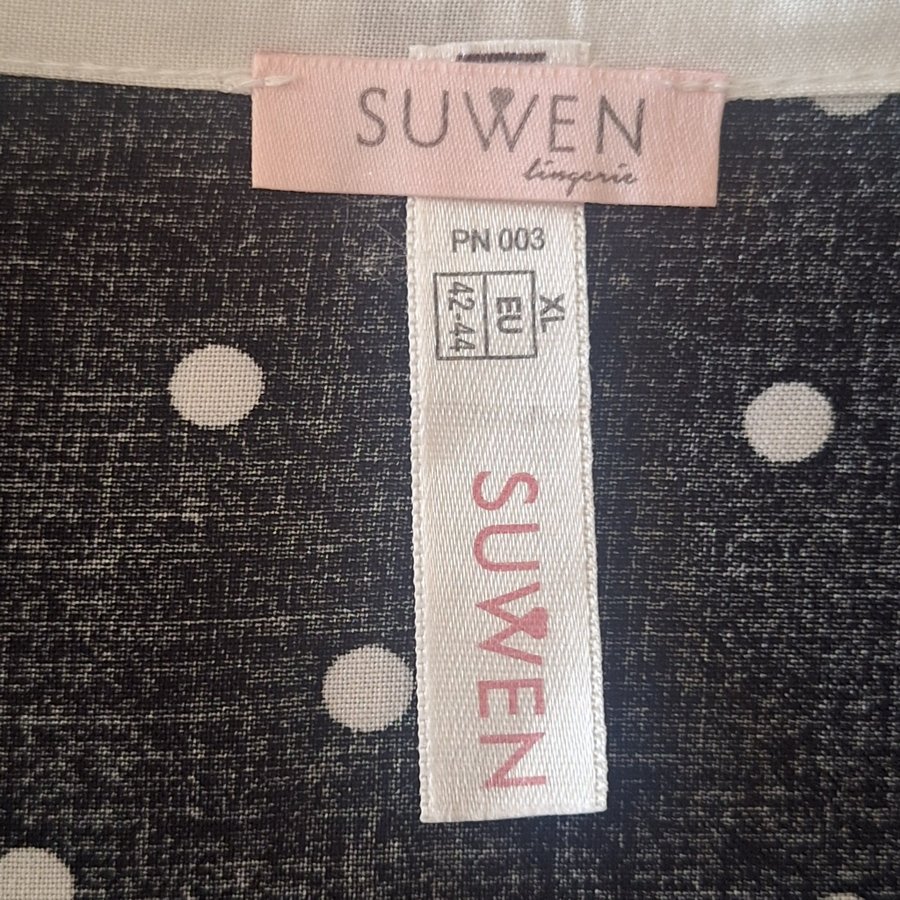 SUWEN
lingerie
PN 003
XL
EU
42-44
SUWEN